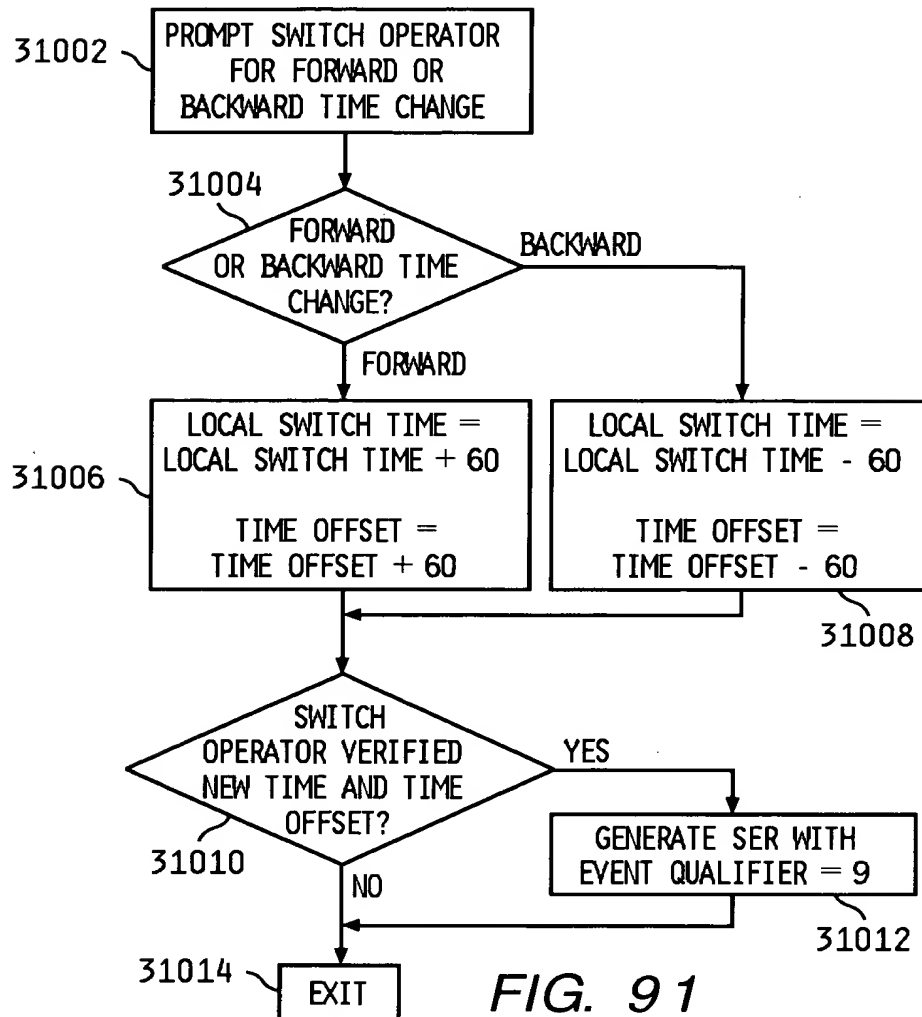 31002
PROMPT SWITCH OPERATOR
FOR FORWARD OR
BACKWARD TIME CHANGE
31004
FORWARD
OR BACKWARD TIME
CHANGE?
BACKWARD
FORWARD
31006
LOCAL SWITCH TIME =
LOCAL SWITCH TIME + 60
TIME OFFSET =
TIME OFFSET + 60
LOCAL SWITCH TIME =
LOCAL SWITCH TIME - 60
TIME OFFSET =
TIME OFFSET - 60
31008
SWITCH
OPERATOR VERIFIED
NEW TIME AND TIME
OFFSET?
31010
YES
NO
GENERATE SER WITH
EVENT QUALIFIER = 9
31012
31014
EXIT
FIG. 91